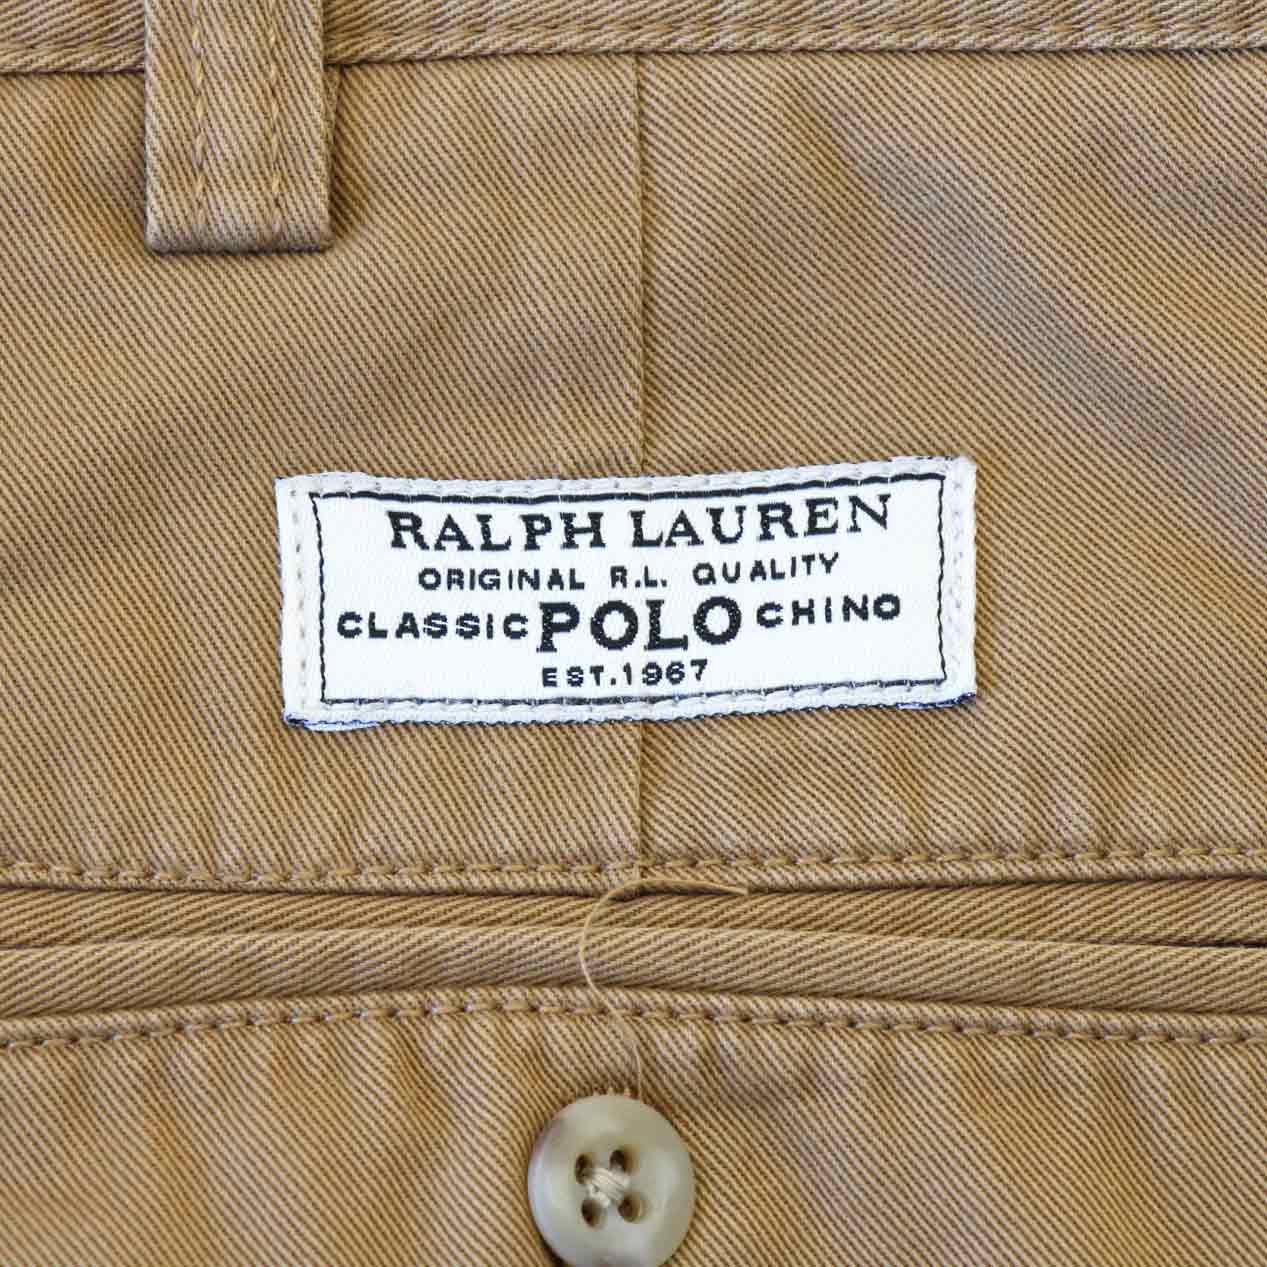 RALPH LAUREN
ORIGINAL R.L. QUALITY
CLASSIC POLO CHINO
EST.1967